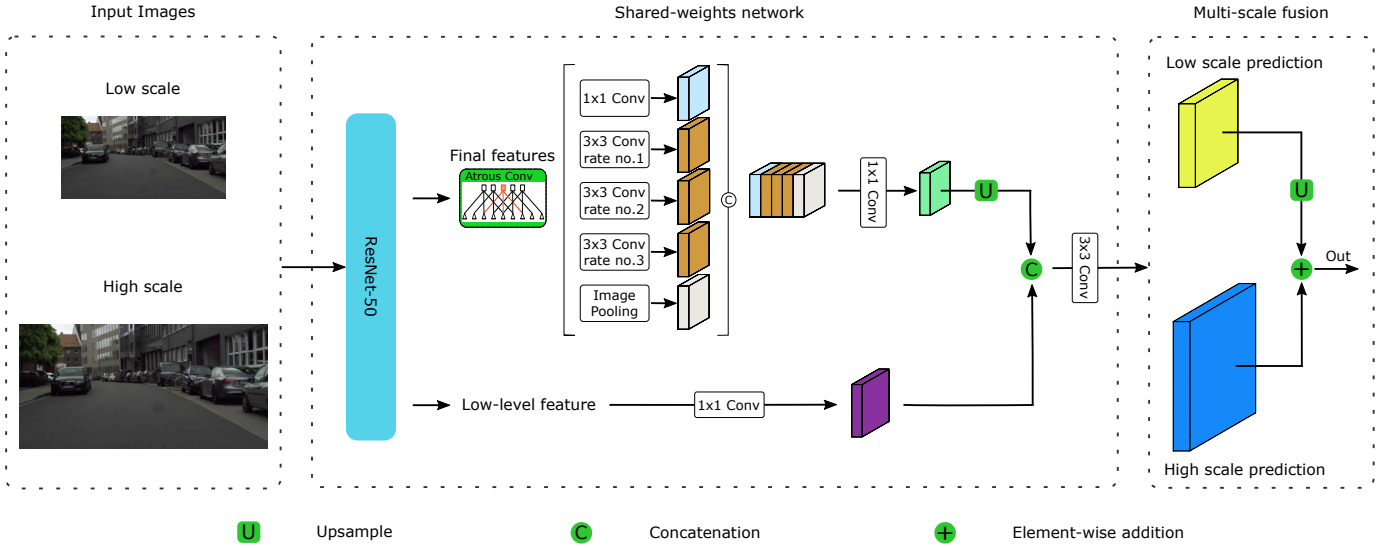 Input Images
Shared-weights network
Multi-scale fusion
Low scale
High scale
ResNet-50
Final features
Atrous Conv
1x1 Conv
3x3 Conv
rate no.1
3x3 Conv
rate no.2
3x3 Conv
rate no.3
Image
Pooling
C
1x1 Conv
U
C
3x3 Conv
Low-level feature
1x1 Conv
Low scale prediction
U
+
Out
High scale prediction
U Upsample
C Concatenation
+ Element-wise addition